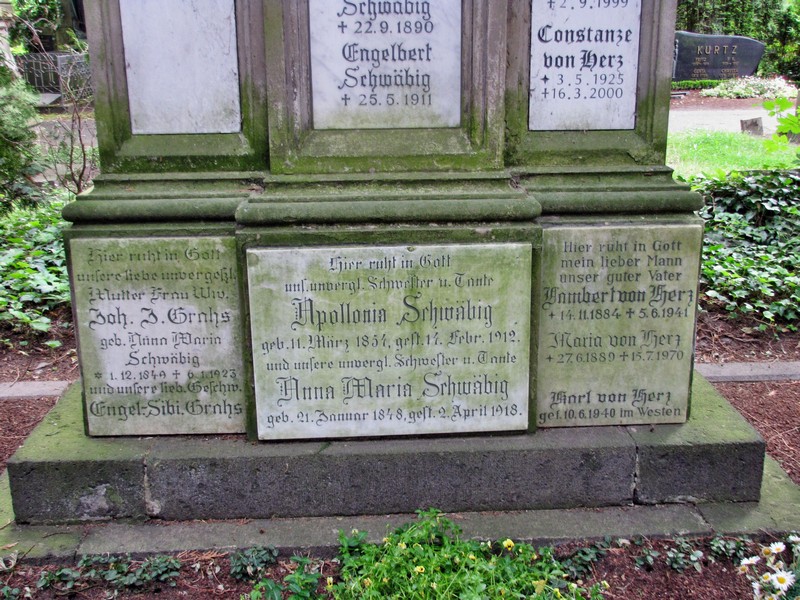 Schwäbig
+ 22.9.1890
Engelbert
Schwäbig
+ 25.5.1911
+ 2.9.1999
Constanze
von Herz
* 3.5.1925
+ 16.3.2000
KURTZ
Hier ruht in Gott
unsere liebe unvergeßl.
Mutter Frau Wwe.
Joh. J. Grahs
geb. Anna Maria
Schwäbig
* 1.12.1849 + 6.1.1923
und unsere lieb. Geschw.
Engel-Sibi. Grahs
Hier ruht in Gott
uns. unvergl. Schwester u. Tante
Apollonia Schwäbig
geb. 11. März 1854, gest. 14. Febr. 1912.
und unsere unvergl. Schwester u. Tante
Anna Maria Schwäbig
geb. 21. Januar 1848, gest. 2. April 1918.
Hier ruht in Gott
mein lieber Mann
unser guter Vater
Lambert von Herz
* 14.11.1884 + 5.6.1941
Maria von Herz
* 27.6.1889 + 15.7.1970
Karl von Herz
gef. 10.6.1940 im Westen